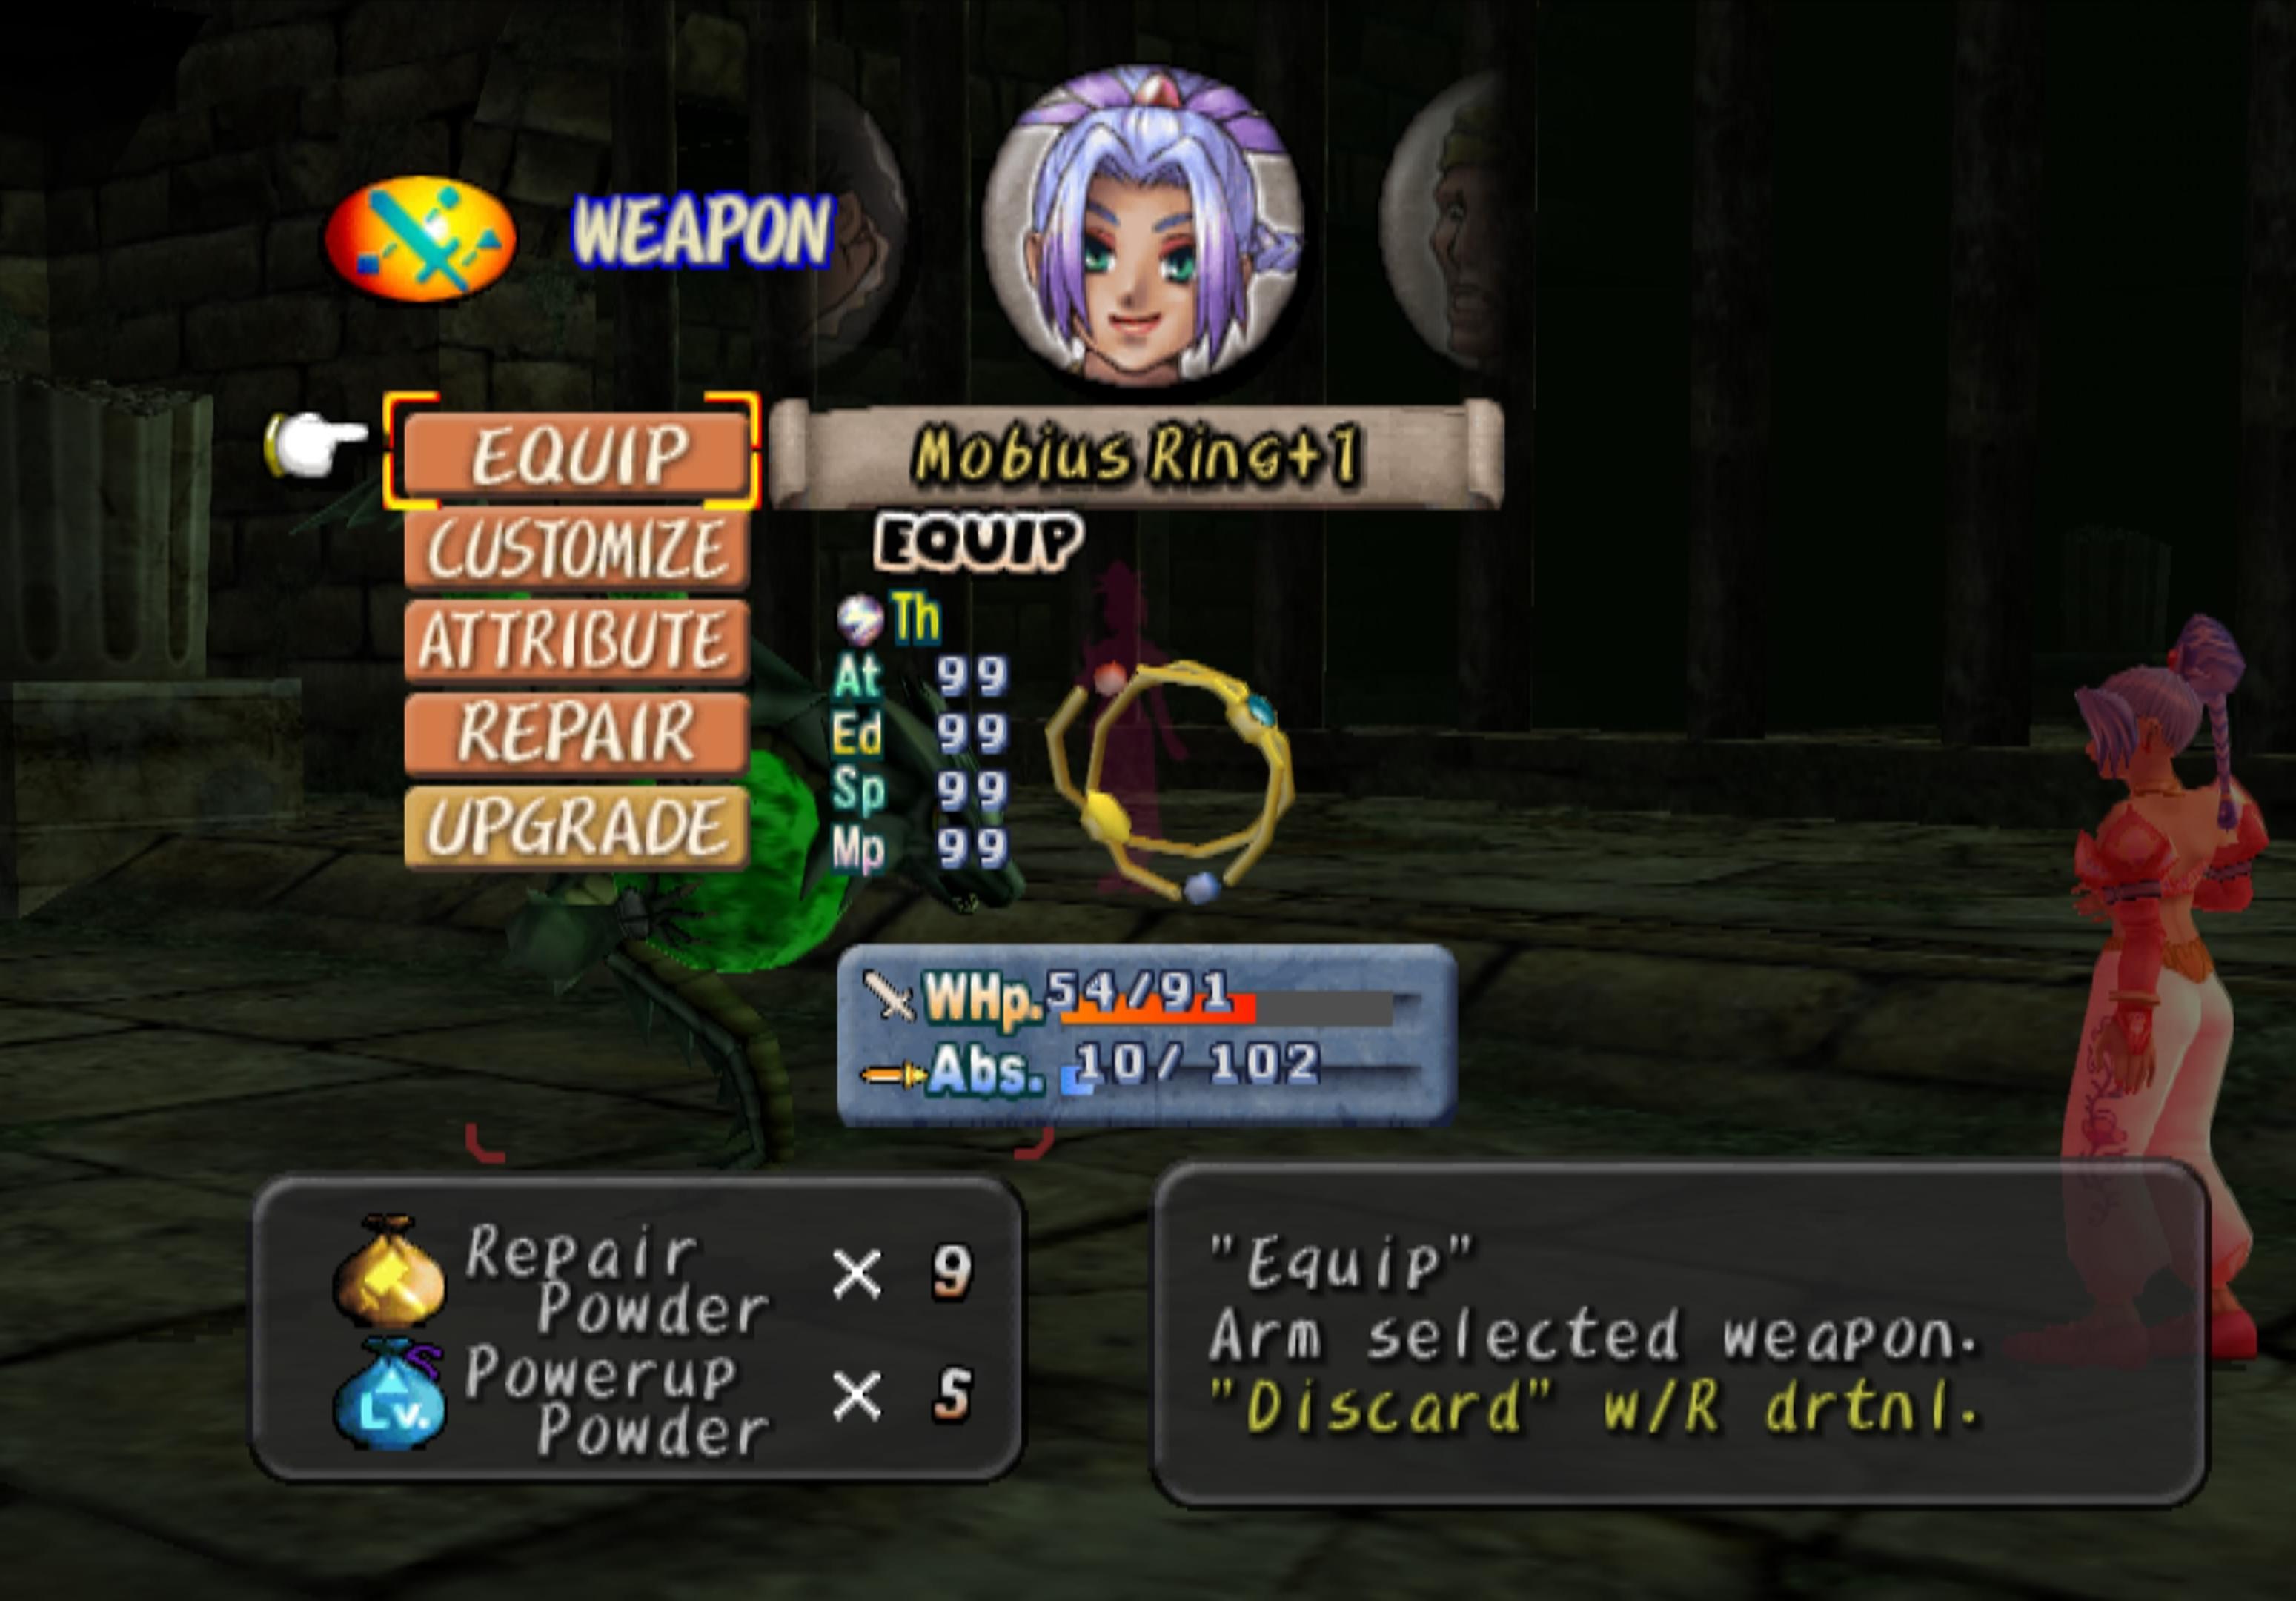 WEAPON
EQUIP
CUSTOMIZE
ATTRIBUTE
REPAIR
UPGRADE
Mobius Ring+1
EQUIP
Th
At 99
Ed 99
Sp 99
Mp 99
WHp. 54/91
Abs. 10/ 102
Repair
Powder × 9
Lv.
Powerup
Powder × 5
"Equip"
Arm selected weapon.
"Discard" w/R drtnl.